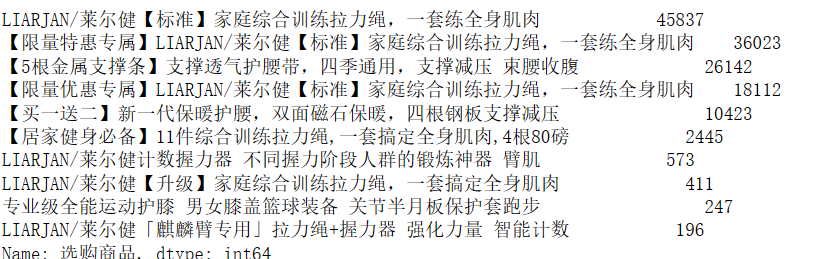 LIARJAN/莱尔健【标准】家庭综合训练拉力绳，一套练全身肌肉 45837
【限量特惠专属】LIARJAN/莱尔健【标准】家庭综合训练拉力绳，一套练全身肌肉 36023
【5根金属支撑条】支撑透气护腰带，四季通用，支撑减压 束腰收腹 26142
【限量优惠专属】LIARJAN/莱尔健【标准】家庭综合训练拉力绳，一套练全身肌肉 18112
【买一送二】新一代保暖护腰，双面磁石保暖，四根钢板支撑减压 10423
【居家健身必备】11件综合训练拉力绳,一套搞定全身肌肉,4根80磅 2445
LIARJAN/莱尔健计数握力器 不同握力阶段人群的锻炼神器 臂肌 573
LIARJAN/莱尔健【升级】家庭综合训练拉力绳，一套搞定全身肌肉 411
专业级全能运动护膝 男女膝盖篮球装备 关节半月板保护套跑步 247
LIARJAN/莱尔健「麒麟臂专用」拉力绳+握力器 强化力量 智能计数 196
Name: 选购商品, dtype: int64